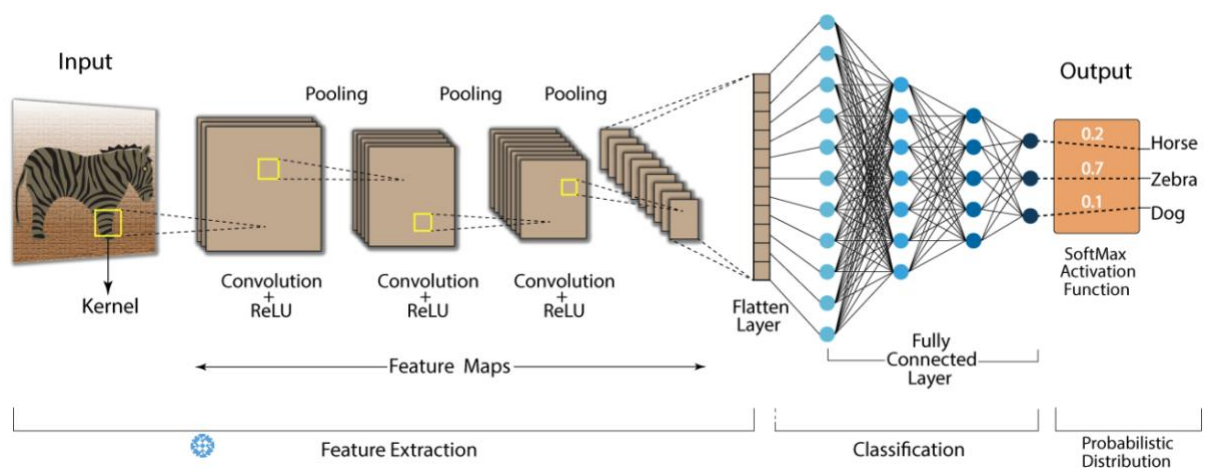 Input
Kernel
Pooling
Pooling
Pooling
Convolution
+
ReLU
Convolution
+
ReLU
Convolution
+
ReLU
Feature Maps
Flatten
Layer
Fully
Connected
Layer
Output
0.2
Horse
0.7
Zebra
0.1
Dog
SoftMax
Activation
Function
Feature Extraction
Classification
Probabilistic
Distribution